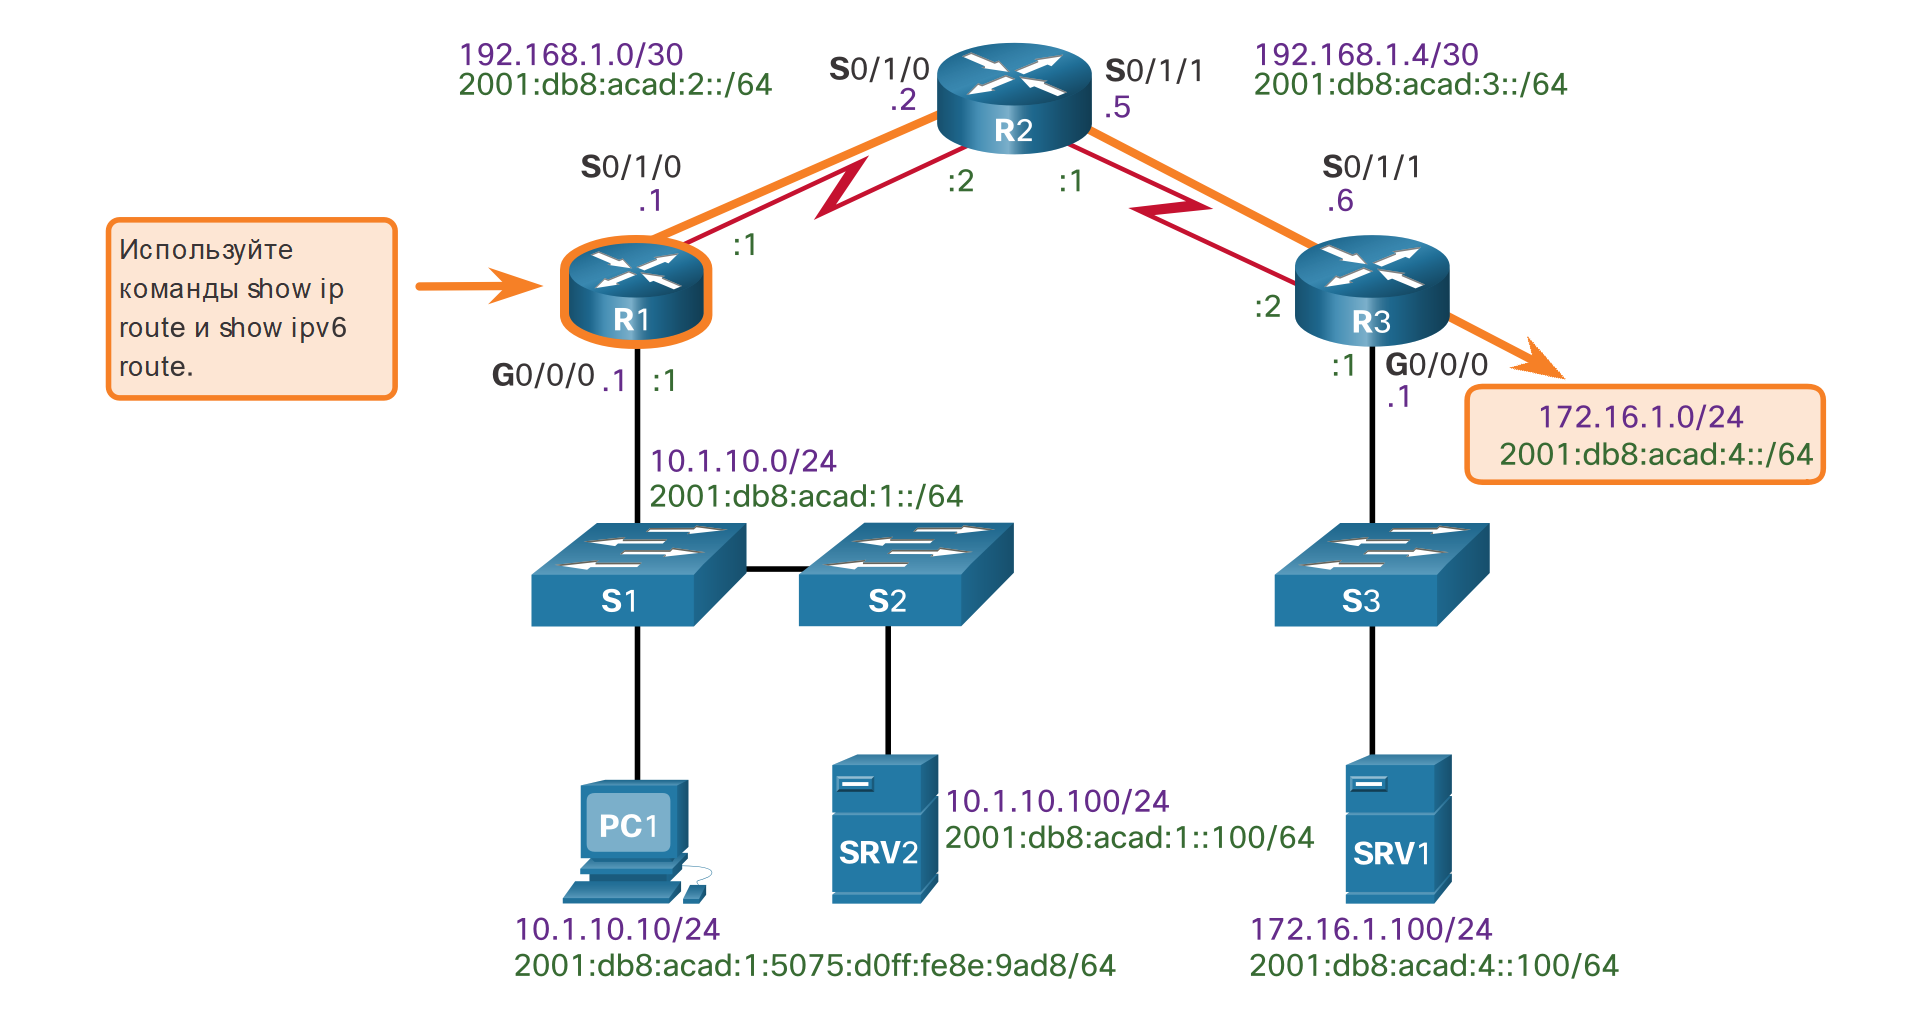 192.168.1.0/30
2001:db8:acad:2::/64
S0/1/0
.2
R2
S0/1/1
.5
192.168.1.4/30
2001:db8:acad:3::/64
S0/1/0
.1
:2
:1
S0/1/1
.6
Используйте
команды show ip
route и show ipv6
route.
:1
R1
:2
R3
G0/0/0
.1
:1
:1
G0/0/0
.1
172.16.1.0/24
2001:db8:acad:4::/64
10.1.10.0/24
2001:db8:acad:1::/64
S1
S2
S3
PC1
SRV2
10.1.10.100/24
2001:db8:acad:1::100/64
SRV1
10.1.10.10/24
2001:db8:acad:1:5075:d0ff:fe8e:9ad8/64
172.16.1.100/24
2001:db8:acad:4::100/64